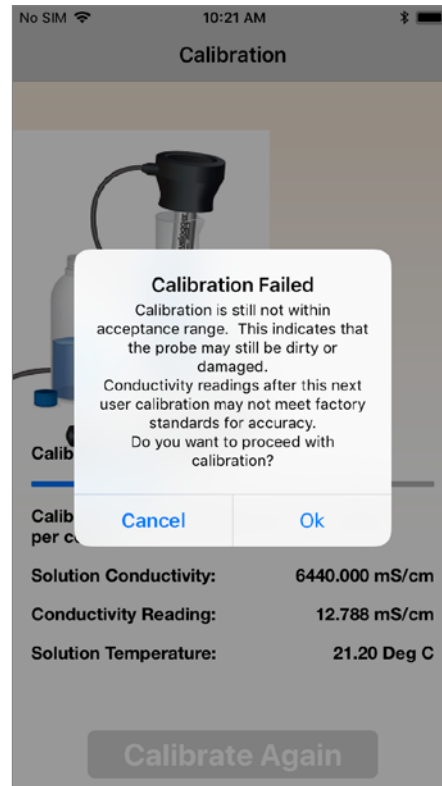 No SIM 10:21 AM
Calibration
Calibration Failed
Calibration is still not within
acceptance range. This indicates that
the probe may still be dirty or
damaged.
Conductivity readings after this next
user calibration may not meet factory
standards for accuracy.
Do you want to proceed with
calibration?
Calib
Cancel Ok
Calib
per c
Solution Conductivity: 6440.000 mS/cm
Conductivity Reading: 12.788 mS/cm
Solution Temperature: 21.20 Deg C
Calibrate Again